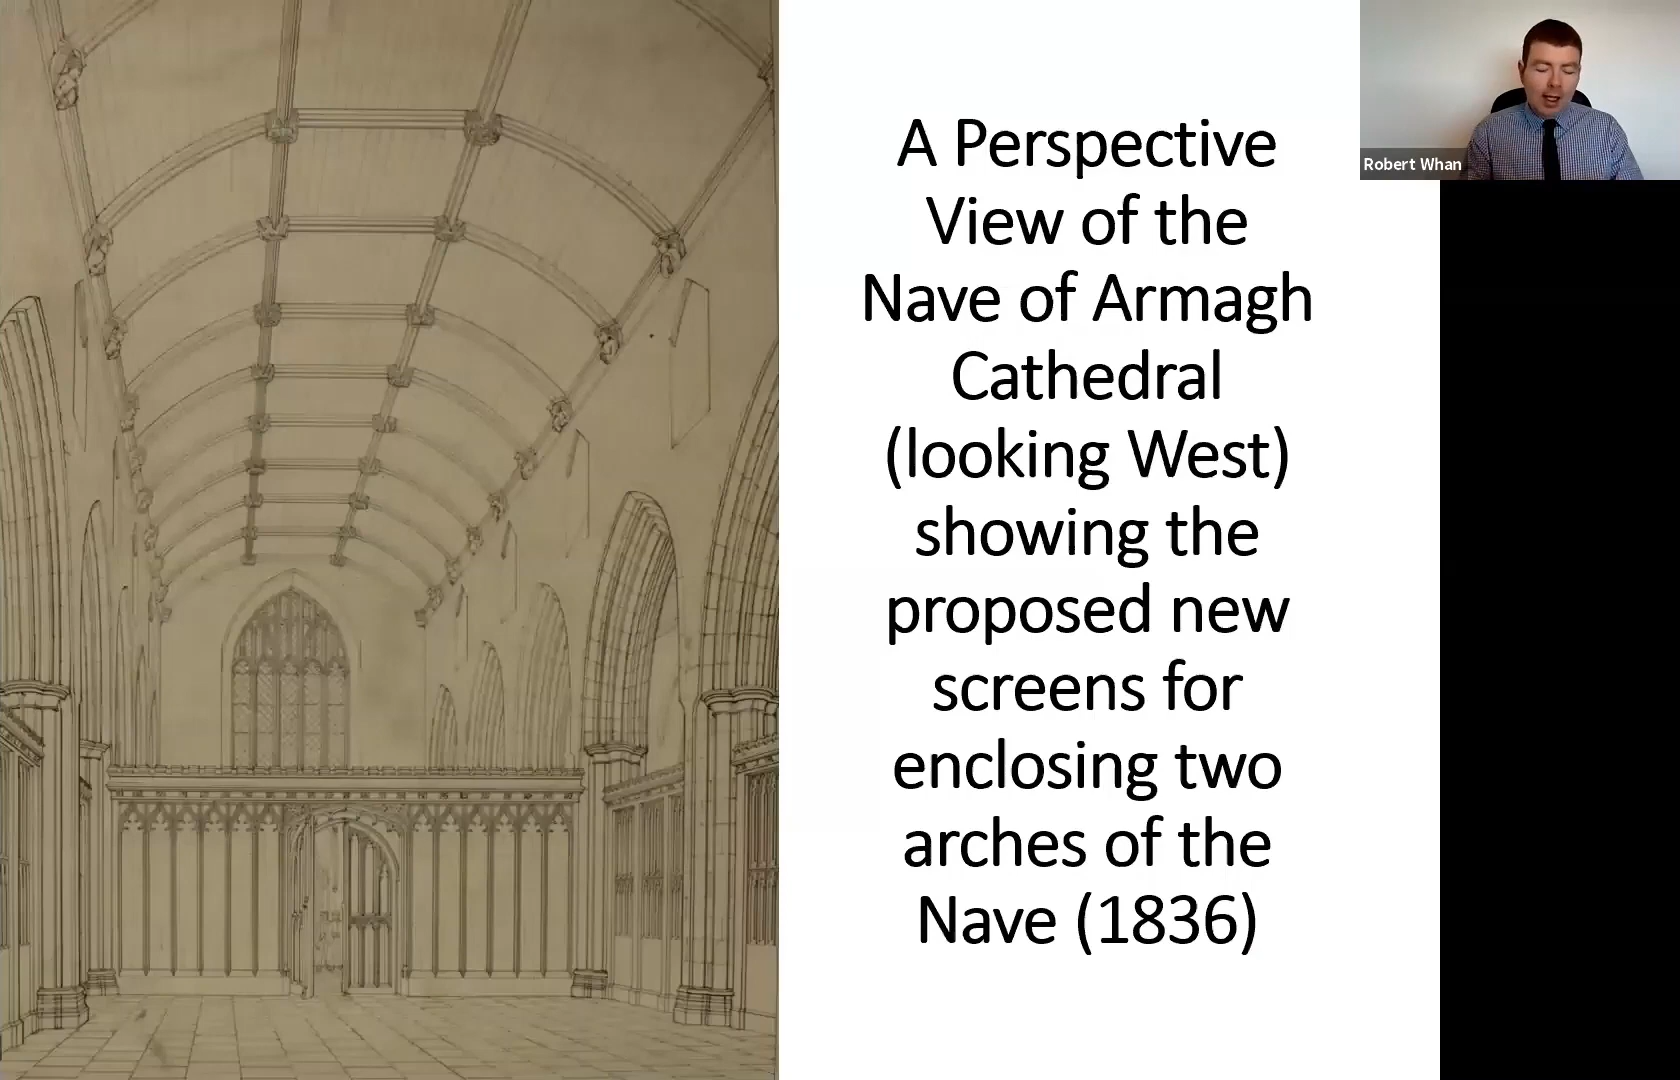 A Perspective
View of the
Nave of Armagh
Cathedral
(looking West)
showing the
proposed new
screens for
enclosing two
arches of the
Nave (1836)
Robert Whan